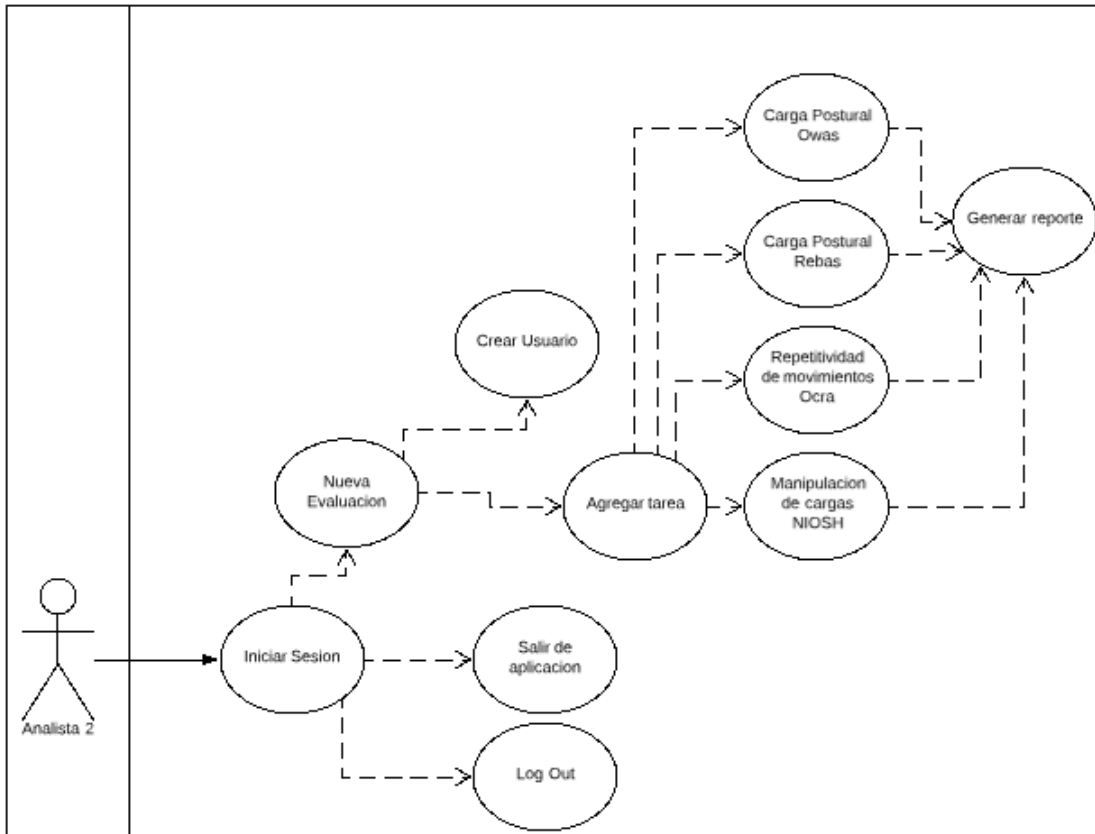 Carga Postural
Owas
Generar reporte
Carga Postural
Rebas
Crear Usuario
Repetitividad
de movimientos
Ocra
Nueva
Evaluacion
Agregar tarea
Manipulacion
de cargas
NIOSH
Iniciar Sesion
Salir de
aplicacion
Analista 2
Log Out